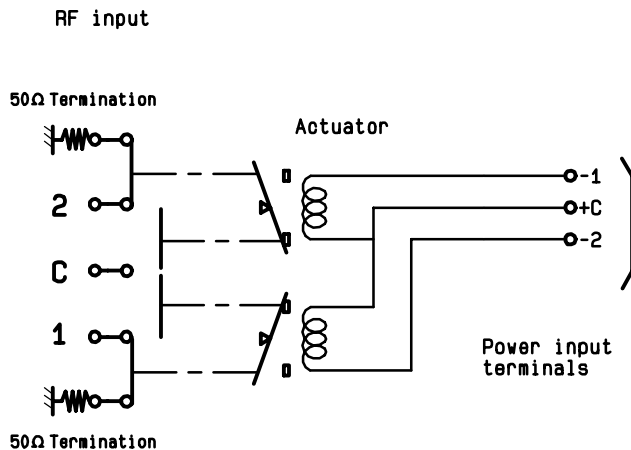 RF input
50Ω Termination
Actuator
-1
2
+C
-2
C
1
Power input
terminals
50Ω Termination